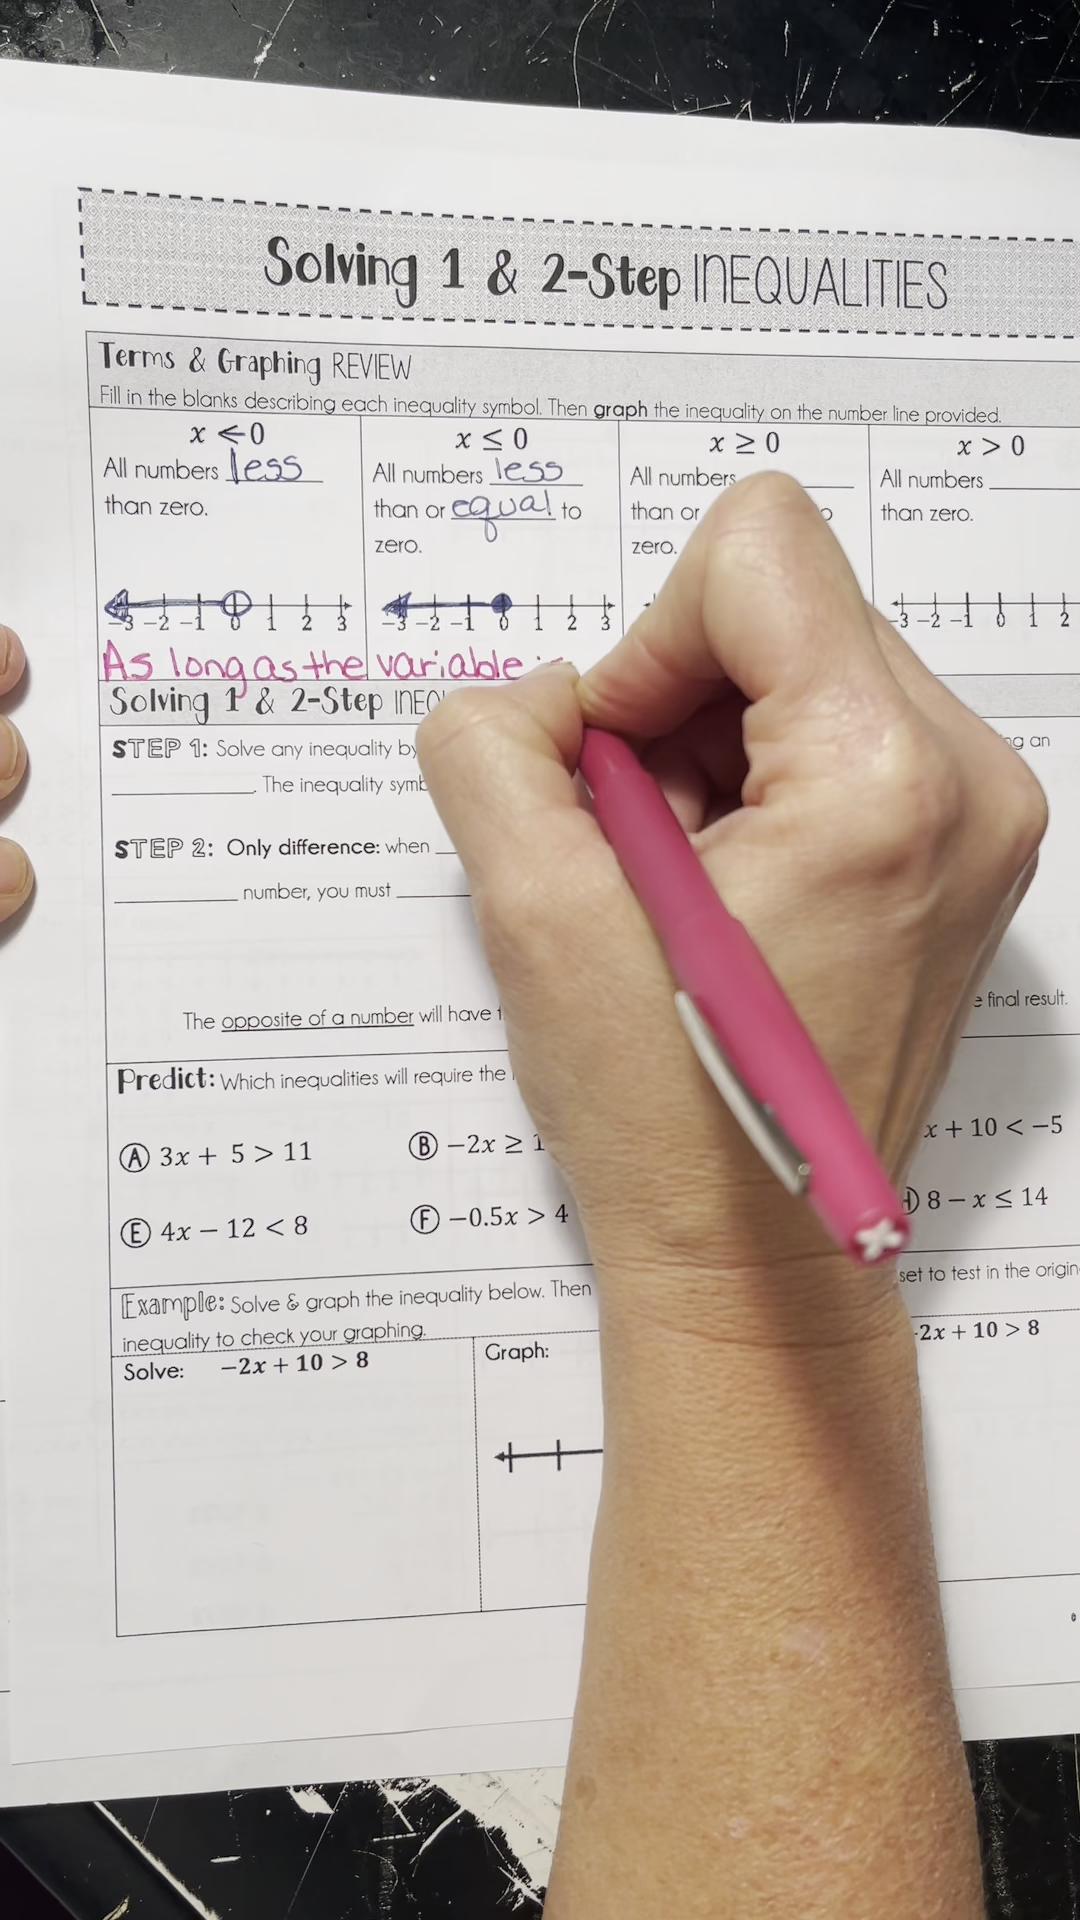 Solving 1 & 2-Step INEQUALITIES
Terms & Graphing REVIEW
Fill in the blanks describing each inequality symbol. Then graph the inequality on the number line provided.
x < 0
All numbers less
than zero.
-3 -2 -1 0 1 2 3
x ≤ 0
All numbers less
than or equal to
zero.
-3 -2 -1 0 1 2 3
x ≥ 0
All numbers
than or
zero.
x > 0
All numbers
than zero.
-3 -2 -1 0 1 2
As long as the variable
Solving 1 & 2-Step
STEP 1: Solve any inequality by an
The inequality
STEP 2: Only difference: when
number, you must
The opposite of a number will have final result.
Predict: Which inequalities will require the
A 3x + 5 > 11
B −2x ≥
x + 10 < −5
E 4x − 12 < 8
F −0.5x > 4
8 − x ≤ 14
Example: Solve & graph the inequality below. Then set to test in the
inequality to check your graphing.
Solve: −2x + 10 > 8
Graph:
2x + 10 > 8